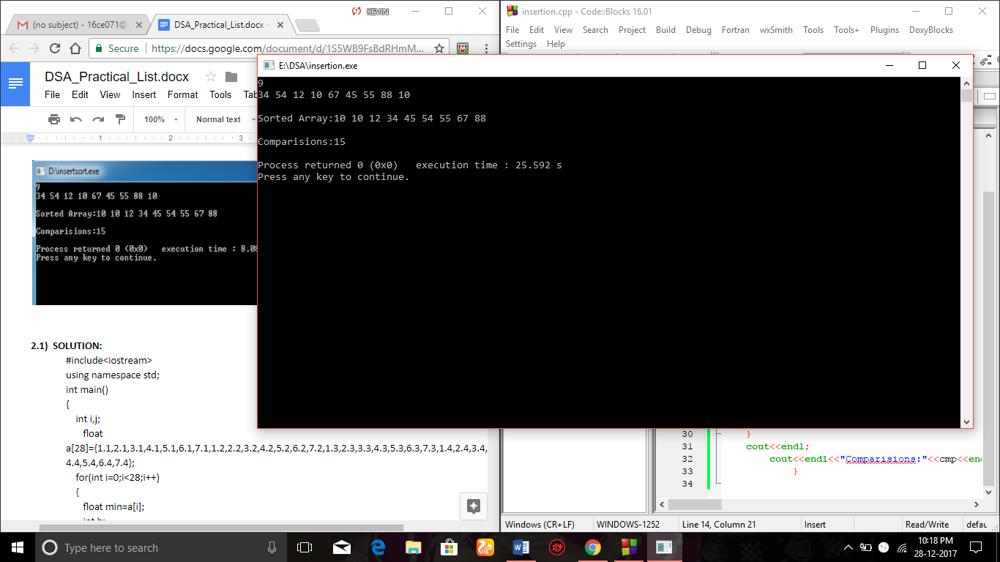 KEVIN
(no subject) - 16ce071@
DSA_Practical_List.docx -
Secure
https://docs.google.com/document/d/1S5WB9FsBdRHmM...
DSA_Practical_List.docx
File Edit View Insert Format Tools
100% Normal text
1 2 3
D:\insertsort.exe
9
34 54 12 10 67 45 55 88 10
Sorted Array:10 10 12 34 45 54 55 67 88
Comparisions:15
Process returned 0 (0x0) execution time : 8.08
Press any key to continue.
2.1) SOLUTION:
#include<iostream>
using namespace std;
int main()
{
int i,j;
float
a[28]={1.1,2.1,3.1,4.1,5.1,6.1,7.1,1.2,2.2,3.2,4.2,5.2,6.2,7.2,1.3,2.3,3.3,4.3,5.3,6.3,7.3,1.4,2.4,3.4,
4.4,5.4,6.4,7.4};
for(int i=0;i<28;i++)
{
float min=a[i];
insertion.cpp - Code::Blocks 16.01
File Edit View Search Project Build Debug Fortran wxSmith Tools Tools+ Plugins DoxyBlocks
Settings Help
E:\DSA\insertion.exe
9
34 54 12 10 67 45 55 88 10
Sorted Array:10 10 12 34 45 54 55 67 88
Comparisions:15
Process returned 0 (0x0) execution time : 25.592 s
Press any key to continue.
30 }
31 cout<<endl;
32 cout<<endl<<"Comparisions:"<<cmp<<en
33 }
34
Windows (CR+LF) WINDOWS-1252 Line 14, Column 21 Insert Read/Write defau
Type here to search
10:18 PM
28-12-2017